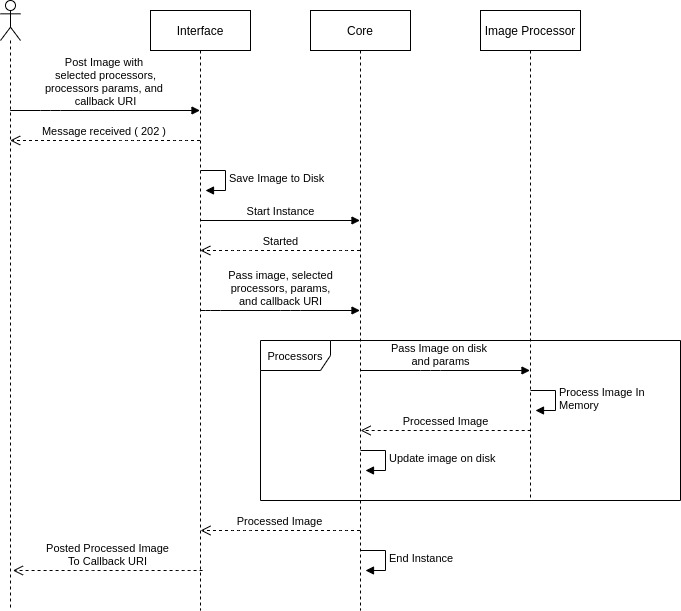 Interface
Core
Image Processor
Post Image with
selected processors,
processors params, and
callback URI
Message received ( 202 )
Save Image to Disk
Start Instance
Started
Pass image, selected
processors, params,
and callback URI
Processors
Pass Image on disk
and params
Process Image In
Memory
Processed Image
Update image on disk
Processed Image
Posted Processed Image
To Callback URI
End Instance